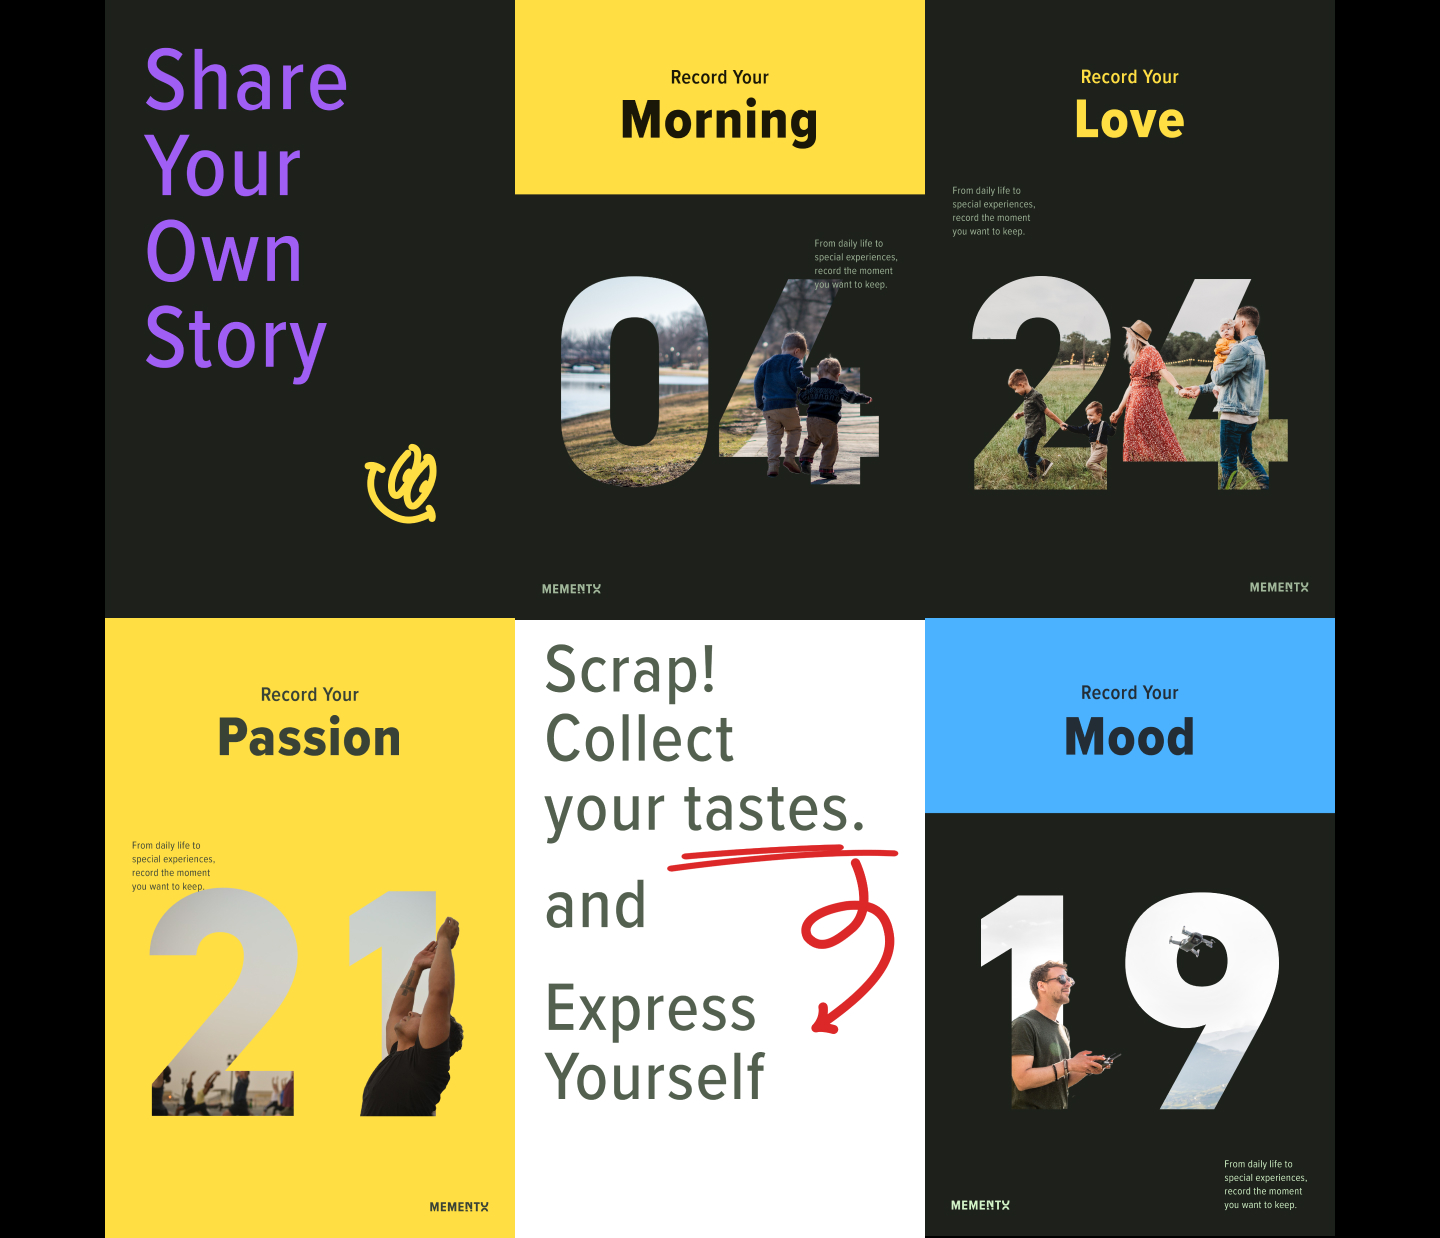 Share
Your
Own
Story
Record Your
Morning
From daily life to
special experiences,
record the moment
you want to keep.
04
MEMENTX
Record Your
Love
From daily life to
special experiences,
record the moment
you want to keep.
24
MEMENTX
Record Your
Passion
From daily life to
special experiences,
record the moment
you want to keep.
21
MEMENTX
Scrap!
Collect
your tastes.
and
Express
Yourself
Record Your
Mood
19
From daily life to
special experiences,
record the moment
you want to keep.
MEMENTX